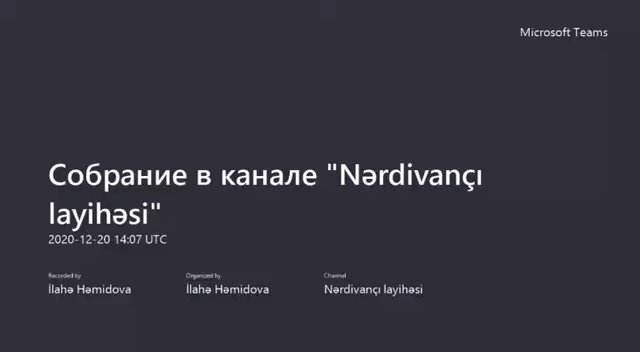 Microsoft Teams
Собрание в канале "Nərdivançı
layihəsi"
2020-12-20 14:07 UTC
Recorded by
Organized by
Channel
İlahə Həmidova
İlahə Həmidova
Nərdivançı layihəsi